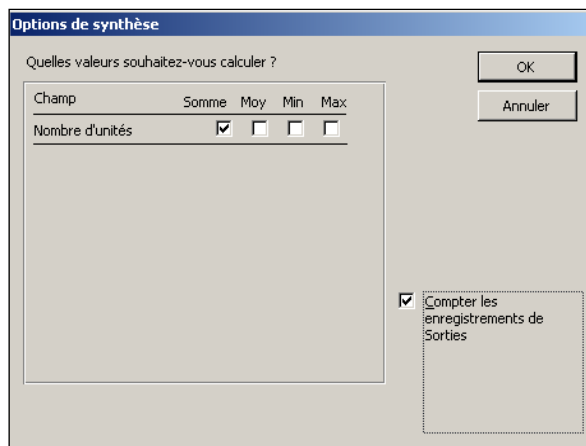 Options de synthèse
Quelles valeurs souhaitez-vous calculer ?
OK
Annuler
Champ Somme Moy Min Max
Nombre d'unités
Compter les
enregistrements de
Sorties